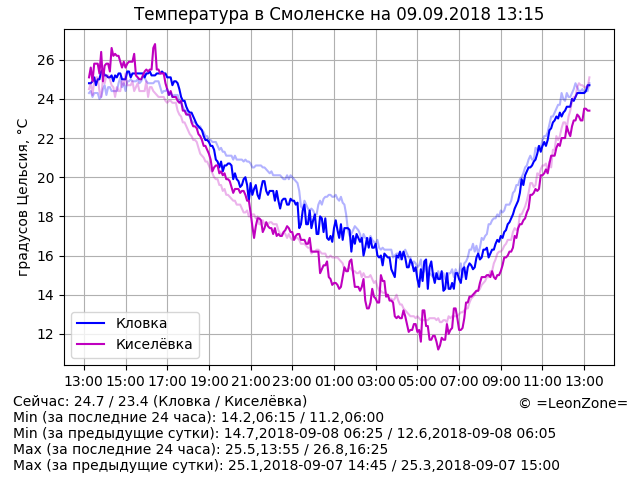 Температура в Смоленске на 09.09.2018 13:15
градусов Цельсия, °C
26
24
22
20
18
16
14
12
Кловка
Киселёвка
13:00 15:00 17:00 19:00 21:00 23:00 01:00 03:00 05:00 07:00 09:00 11:00 13:00
Сейчас: 24.7 / 23.4 (Кловка / Киселёвка)
© =LeonZone=
Min (за последние 24 часа): 14.2,06:15 / 11.2,06:00
Min (за предыдущие сутки): 14.7,2018-09-08 06:25 / 12.6,2018-09-08 06:05
Max (за последние 24 часа): 25.5,13:55 / 26.8,16:25
Max (за предыдущие сутки): 25.1,2018-09-07 14:45 / 25.3,2018-09-07 15:00